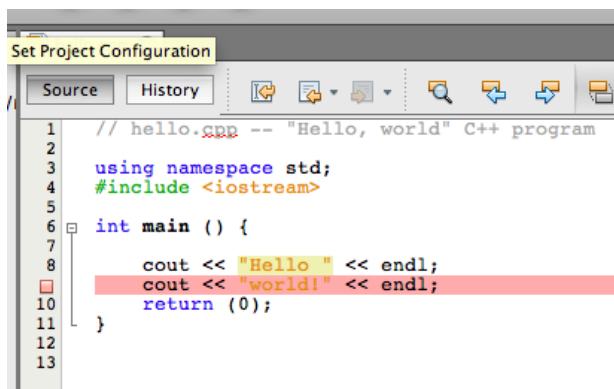 Set Project Configuration
Source History
1 // hello.cpp -- "Hello, world" C++ program
2
3 using namespace std;
4 #include <iostream>
5
6 int main () {
7
8 cout << "Hello " << endl;
cout << "world!" << endl;
10 return (0);
11 }
12
13